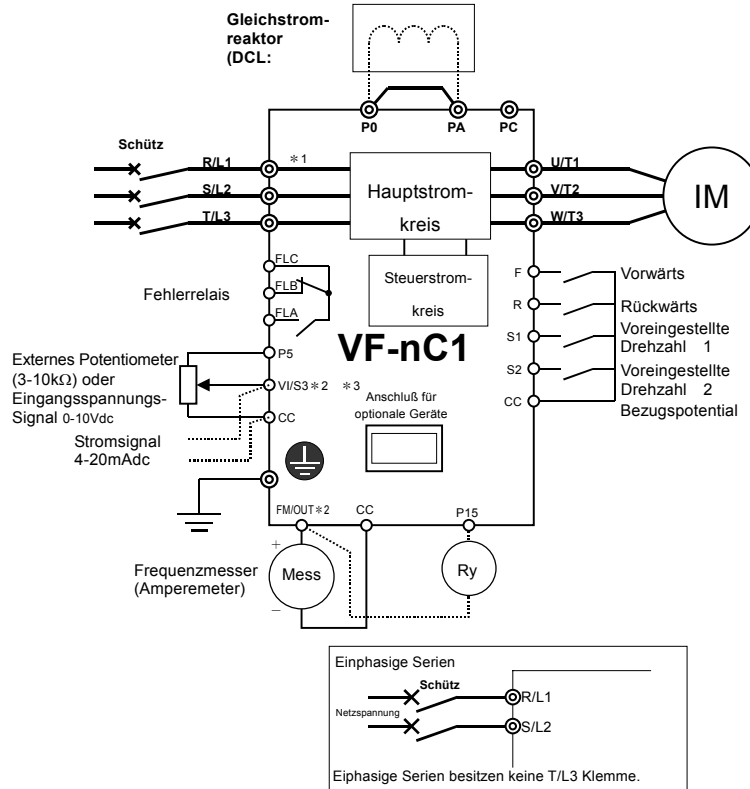 Gleichstrom-
reaktor
(DCL:
P0
PA
PC
Schütz
R/L1
S/L2
T/L3
*1
Hauptstrom-
kreis
U/T1
V/T2
W/T3
IM
Steuerstrom-
kreis
FLC
FLB
FLA
Fehlerrelais
VF-nC1
F
R
S1
S2
CC
Vorwärts
Rückwärts
Voreingestellte
Drehzahl 1
Voreingestellte
Drehzahl 2
Bezugspotential
Externes Potentiometer
(3-10kΩ) oder
Eingangsspannungs-
Signal 0-10Vdc
P5
VI/S3*2 *3
CC
Stromsignal
4-20mAdc
Anschluß für
optionale Geräte
FM/OUT*2
CC
P15
+
Mess
−
Ry
Frequenzmesser
(Amperemeter)
Einphasige Serien
Schütz
Netzspannung
R/L1
S/L2
Eiphasige Serien besitzen keine T/L3 Klemme.